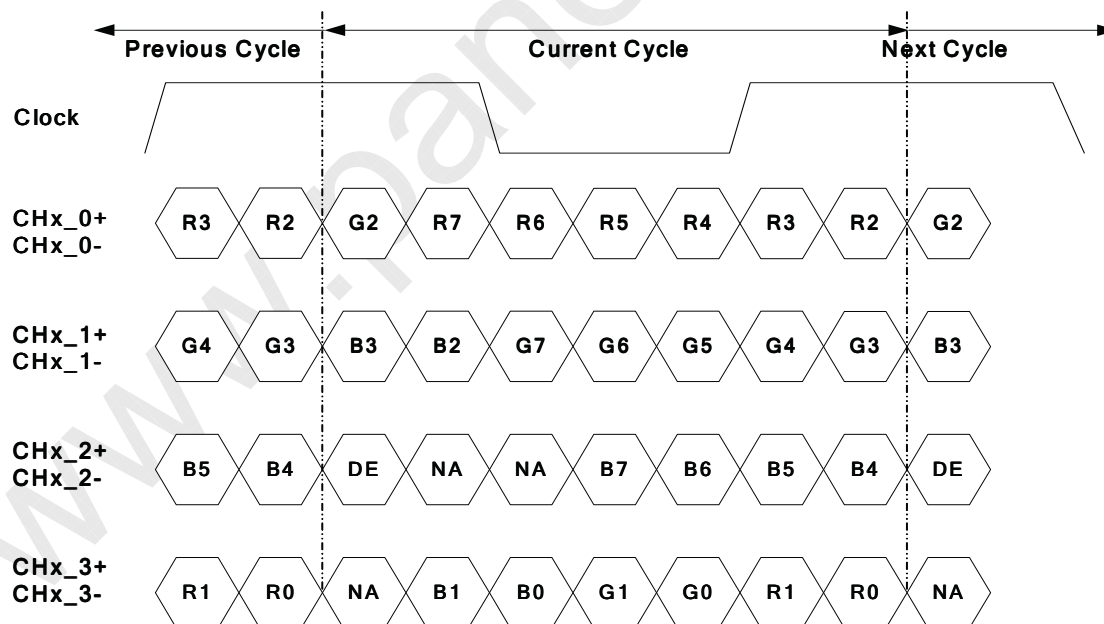 Previous Cycle Current Cycle Next Cycle
Clock
CHx_0+
CHx_0-
R3 R2 G2 R7 R6 R5 R4 R3 R2 G2
CHx_1+
CHx_1-
G4 G3 B3 B2 G7 G6 G5 G4 G3 B3
CHx_2+
CHx_2-
B5 B4 DE NA NA B7 B6 B5 B4 DE
CHx_3+
CHx_3-
R1 R0 NA B1 B0 G1 G0 R1 R0 NA
www.pan